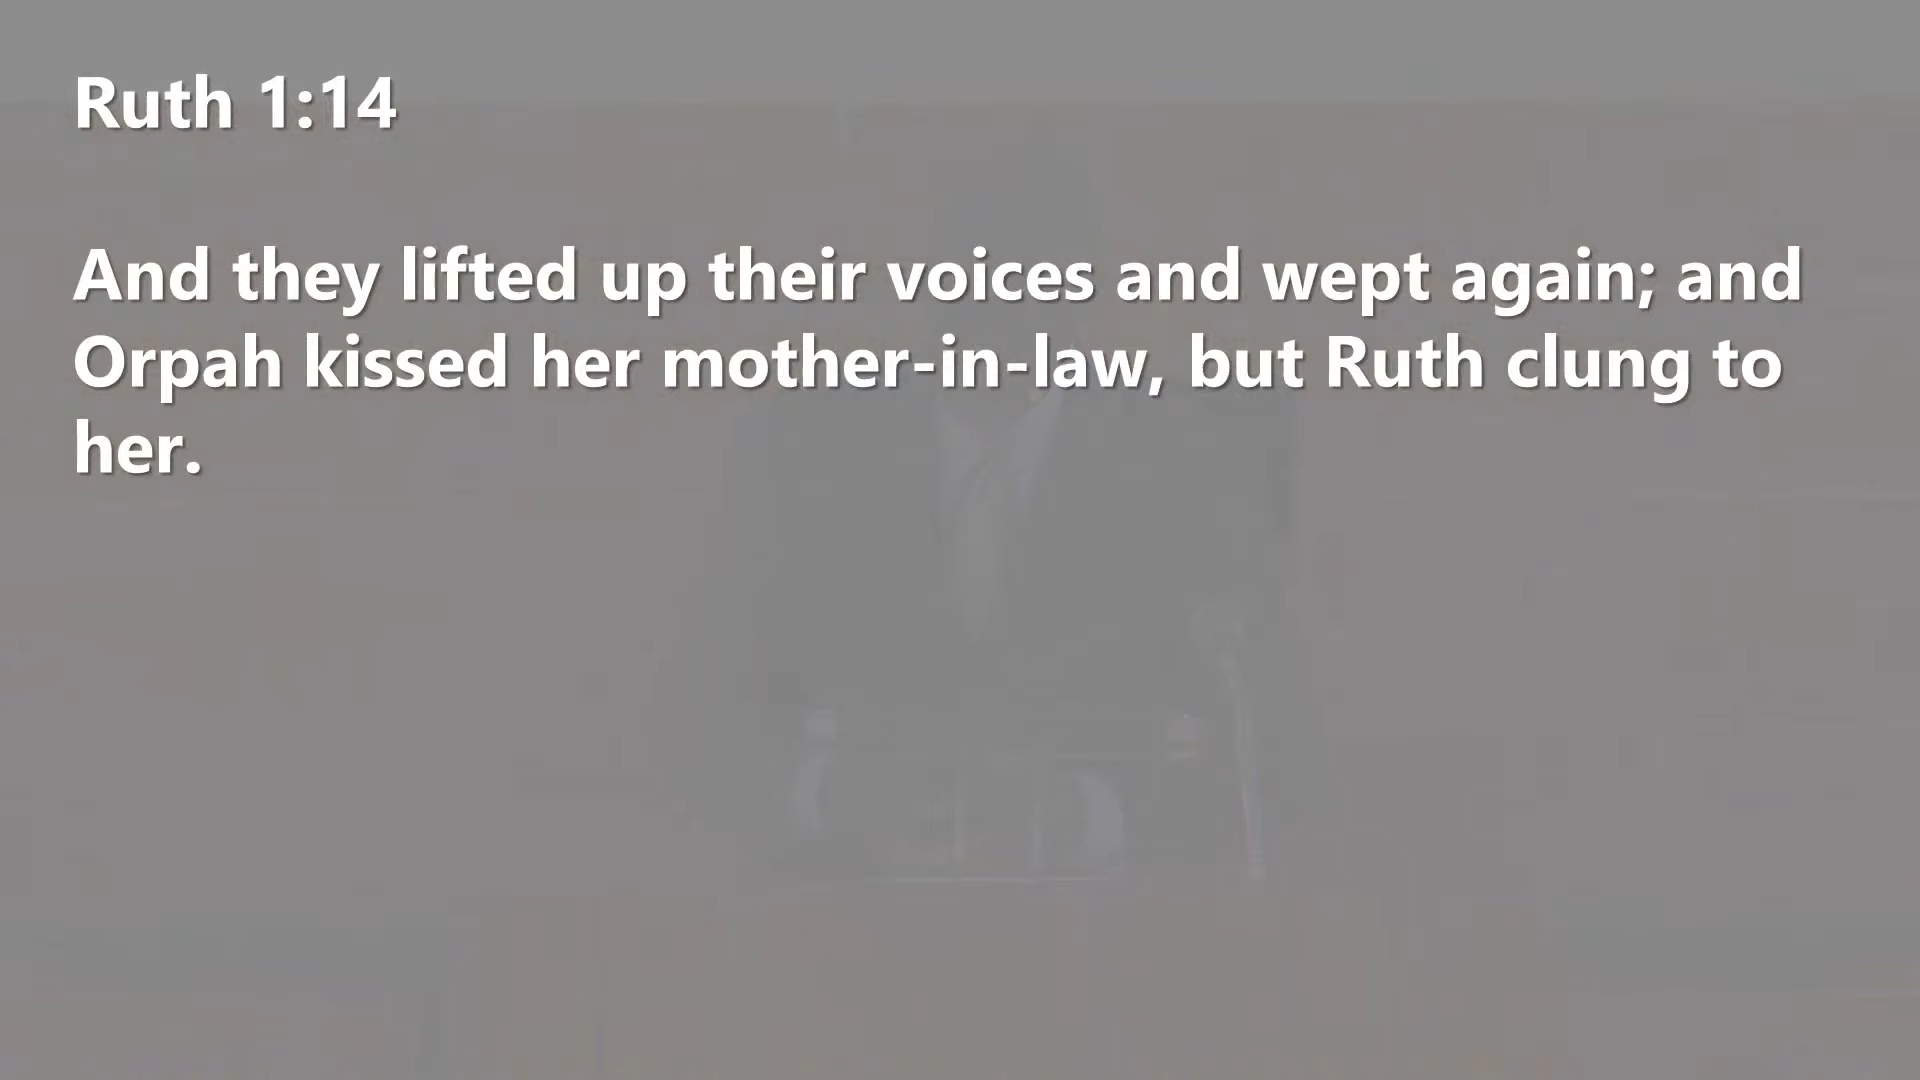 Ruth 1:14
And they lifted up their voices and wept again; and
Orpah kissed her mother-in-law, but Ruth clung to
her.